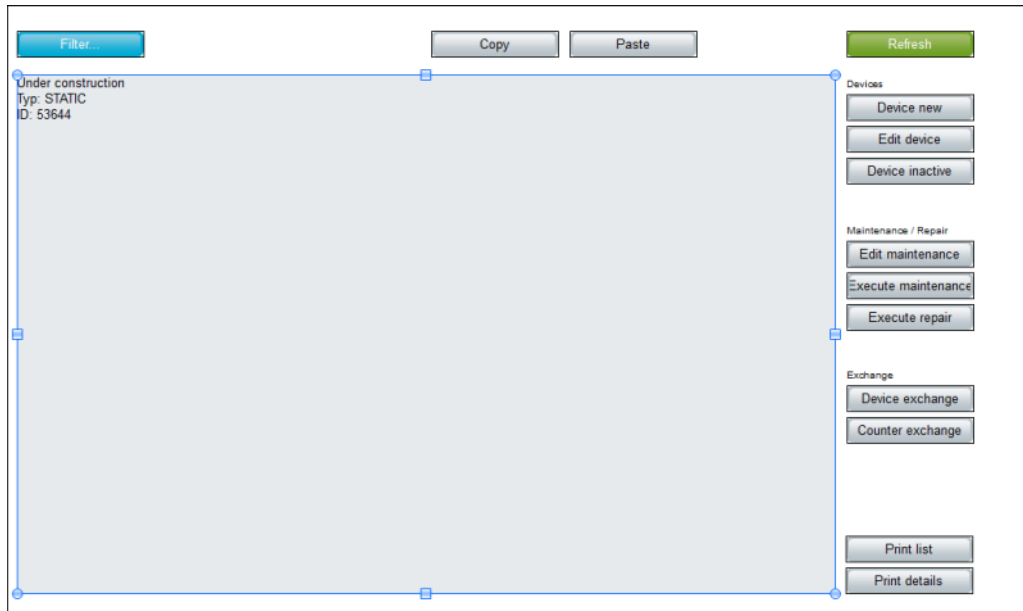 Filter...
Copy
Paste
Refresh
Under construction
Typ: STATIC
ID: 53644
Devices
Device new
Edit device
Device inactive
Maintenance / Repair
Edit maintenance
Execute maintenance
Execute repair
Exchange
Device exchange
Counter exchange
Print list
Print details